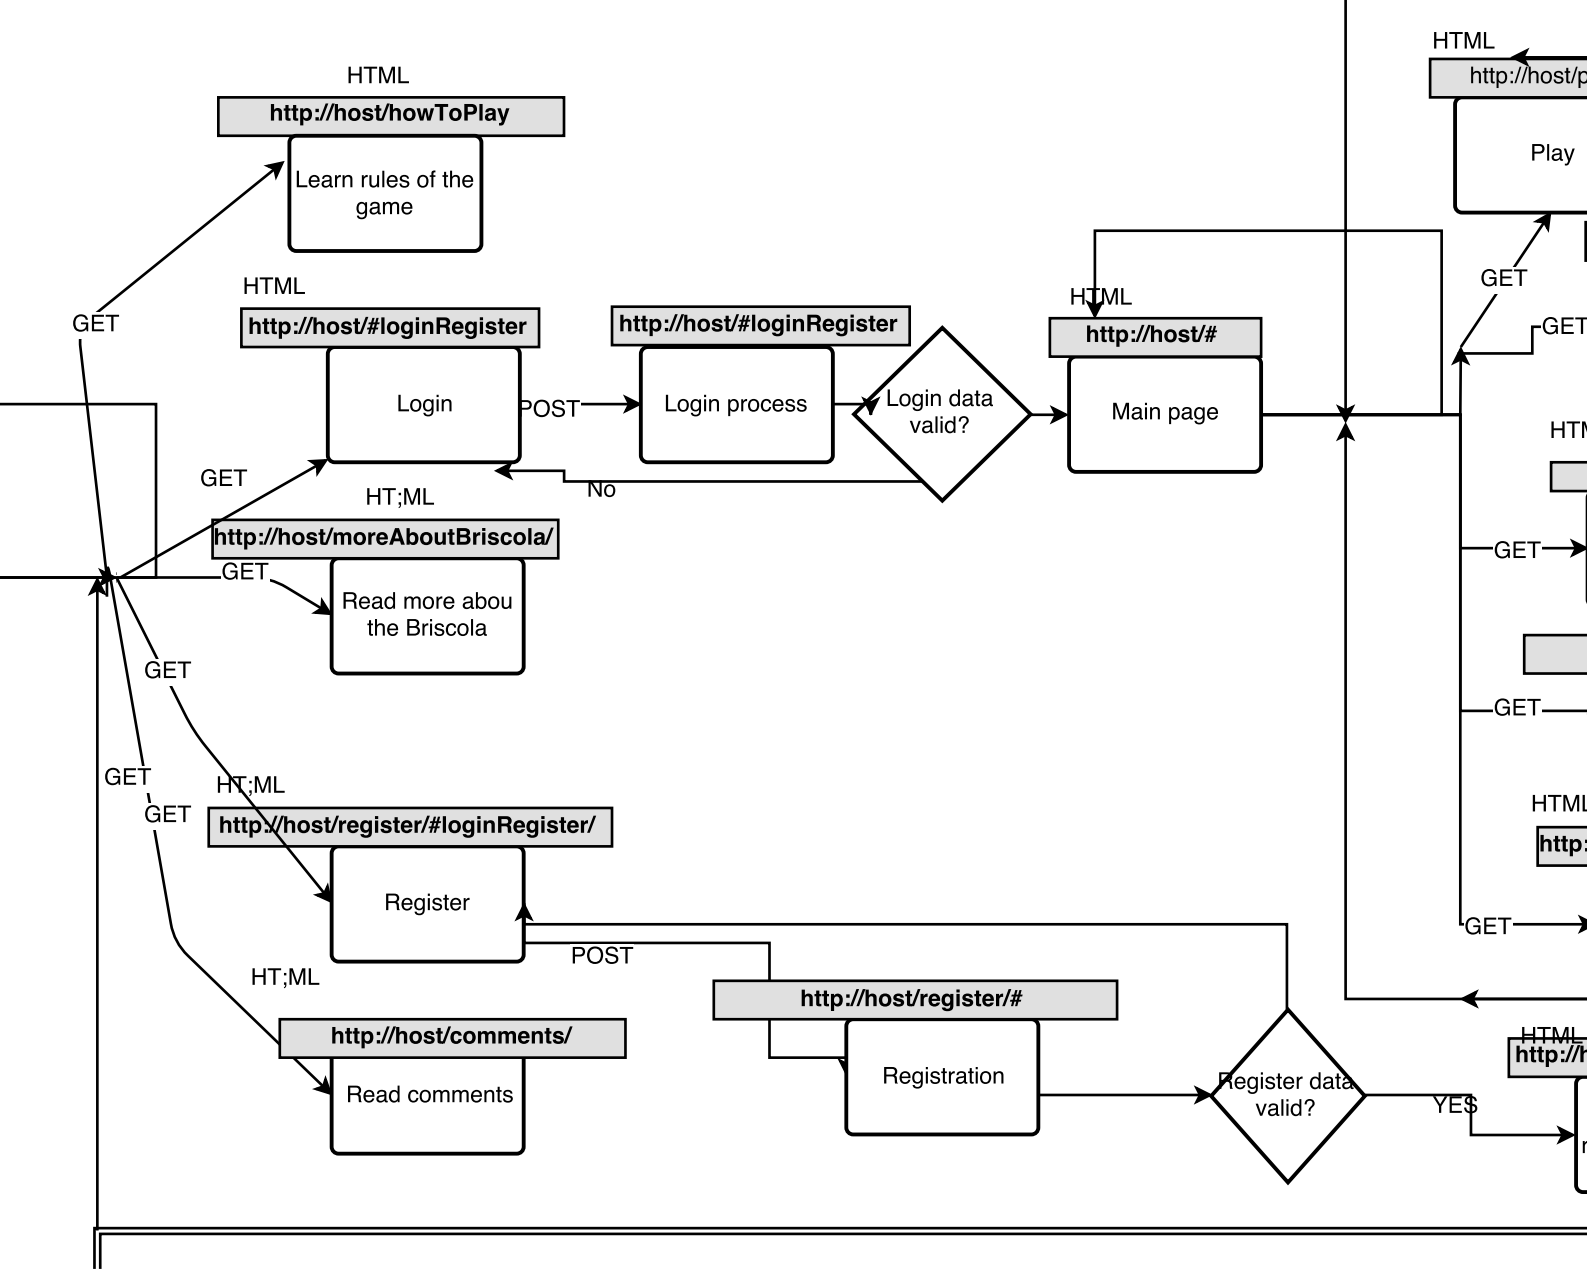 HTML
http://host/howToPlay
Learn rules of the
game
GET
HTML
http://host/#loginRegister
Login
POST
http://host/#loginRegister
Login process
Login data
valid?
No
HTML
http://host/#
Main page
HTML
http://host/p
Play
GET
GET
GET
HT;ML
http://host/moreAboutBriscola/
GET
Read more abou
the Briscola
GET
HT;ML
http://host/register/#loginRegister/
Register
GET
GET
POST
HT;ML
http://host/comments/
Read comments
http://host/register/#
Registration
Register data
valid?
YES
GET
GET
HTML
http:
GET
HTML
http://h